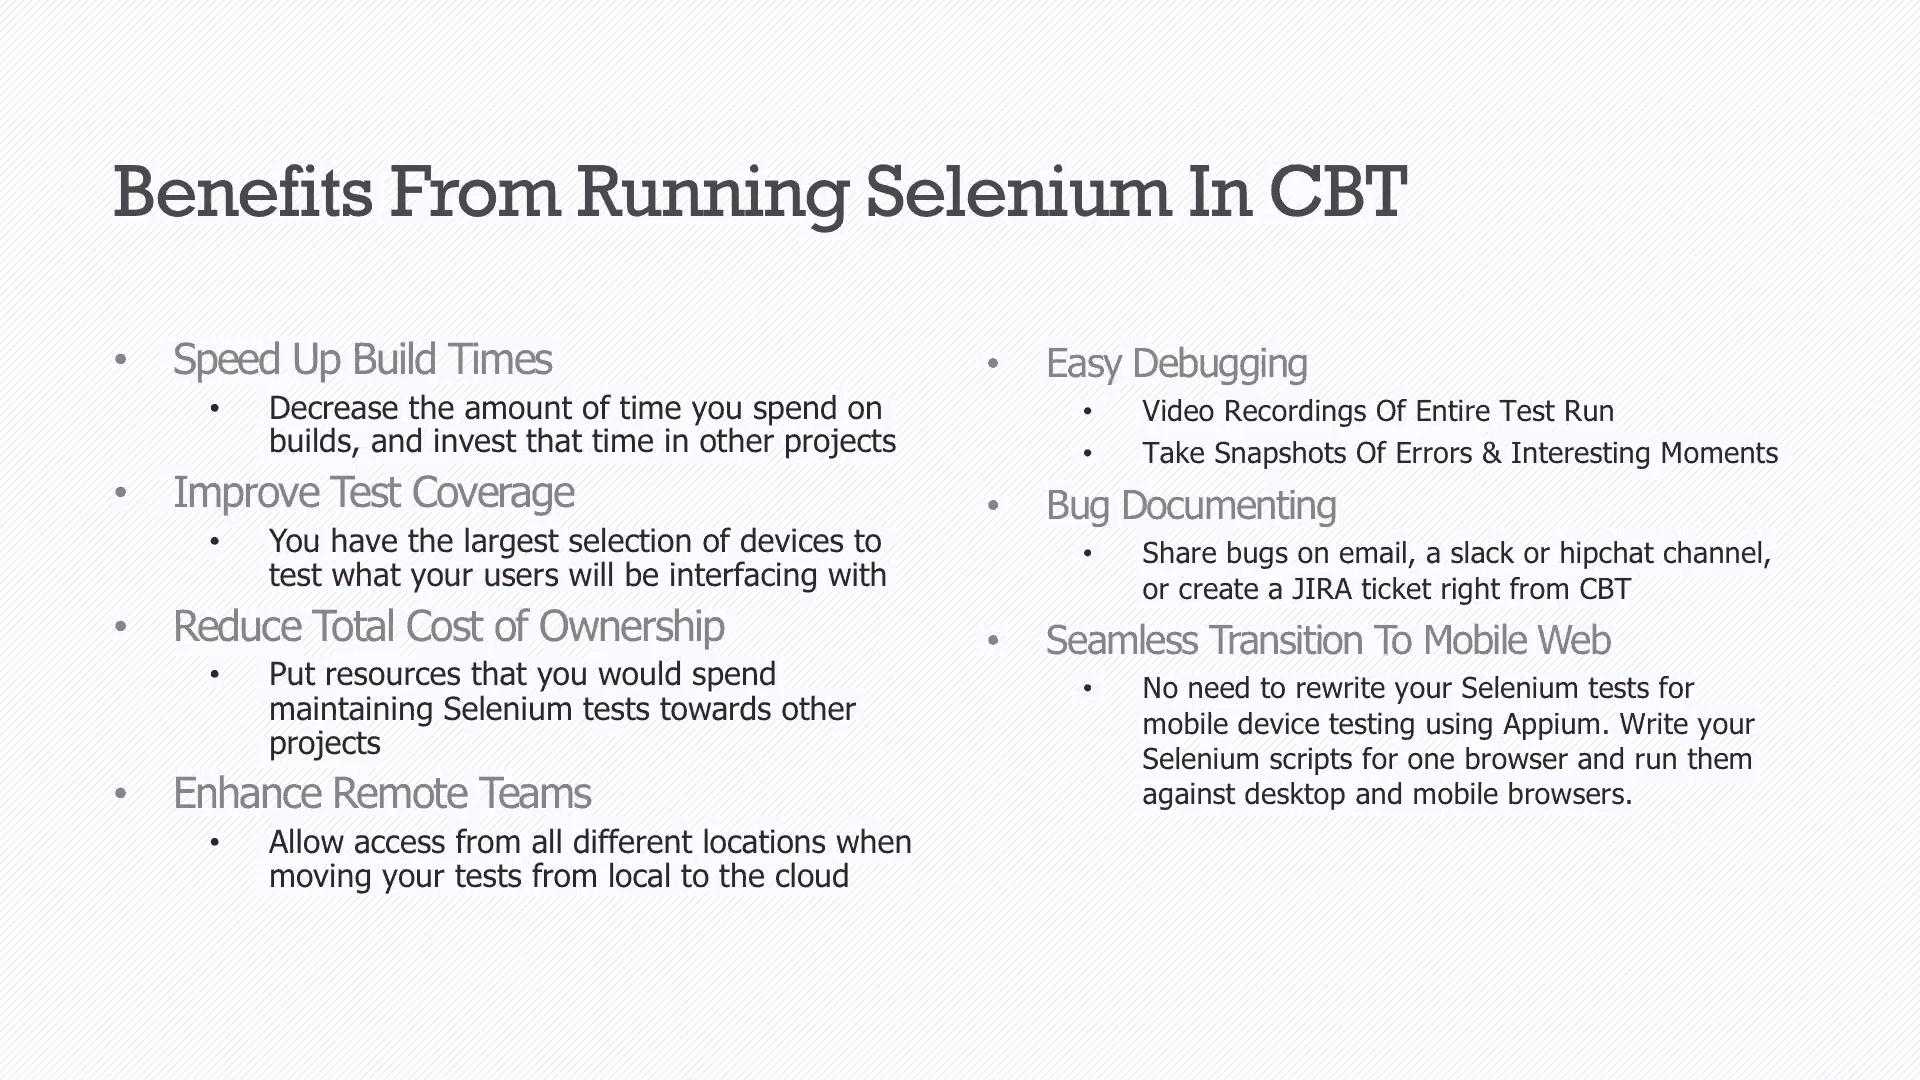 Benefits From Running Selenium In CBT
• Speed Up Build Times
• Decrease the amount of time you spend on
builds, and invest that time in other projects
• Improve Test Coverage
• You have the largest selection of devices to
test what your users will be interfacing with
• Reduce Total Cost of Ownership
• Put resources that you would spend
maintaining Selenium tests towards other
projects
• Enhance Remote Teams
• Allow access from all different locations when
moving your tests from local to the cloud
• Easy Debugging
• Video Recordings Of Entire Test Run
• Take Snapshots Of Errors & Interesting Moments
• Bug Documenting
• Share bugs on email, a slack or hipchat channel,
or create a JIRA ticket right from CBT
• Seamless Transition To Mobile Web
• No need to rewrite your Selenium tests for
mobile device testing using Appium. Write your
Selenium scripts for one browser and run them
against desktop and mobile browsers.